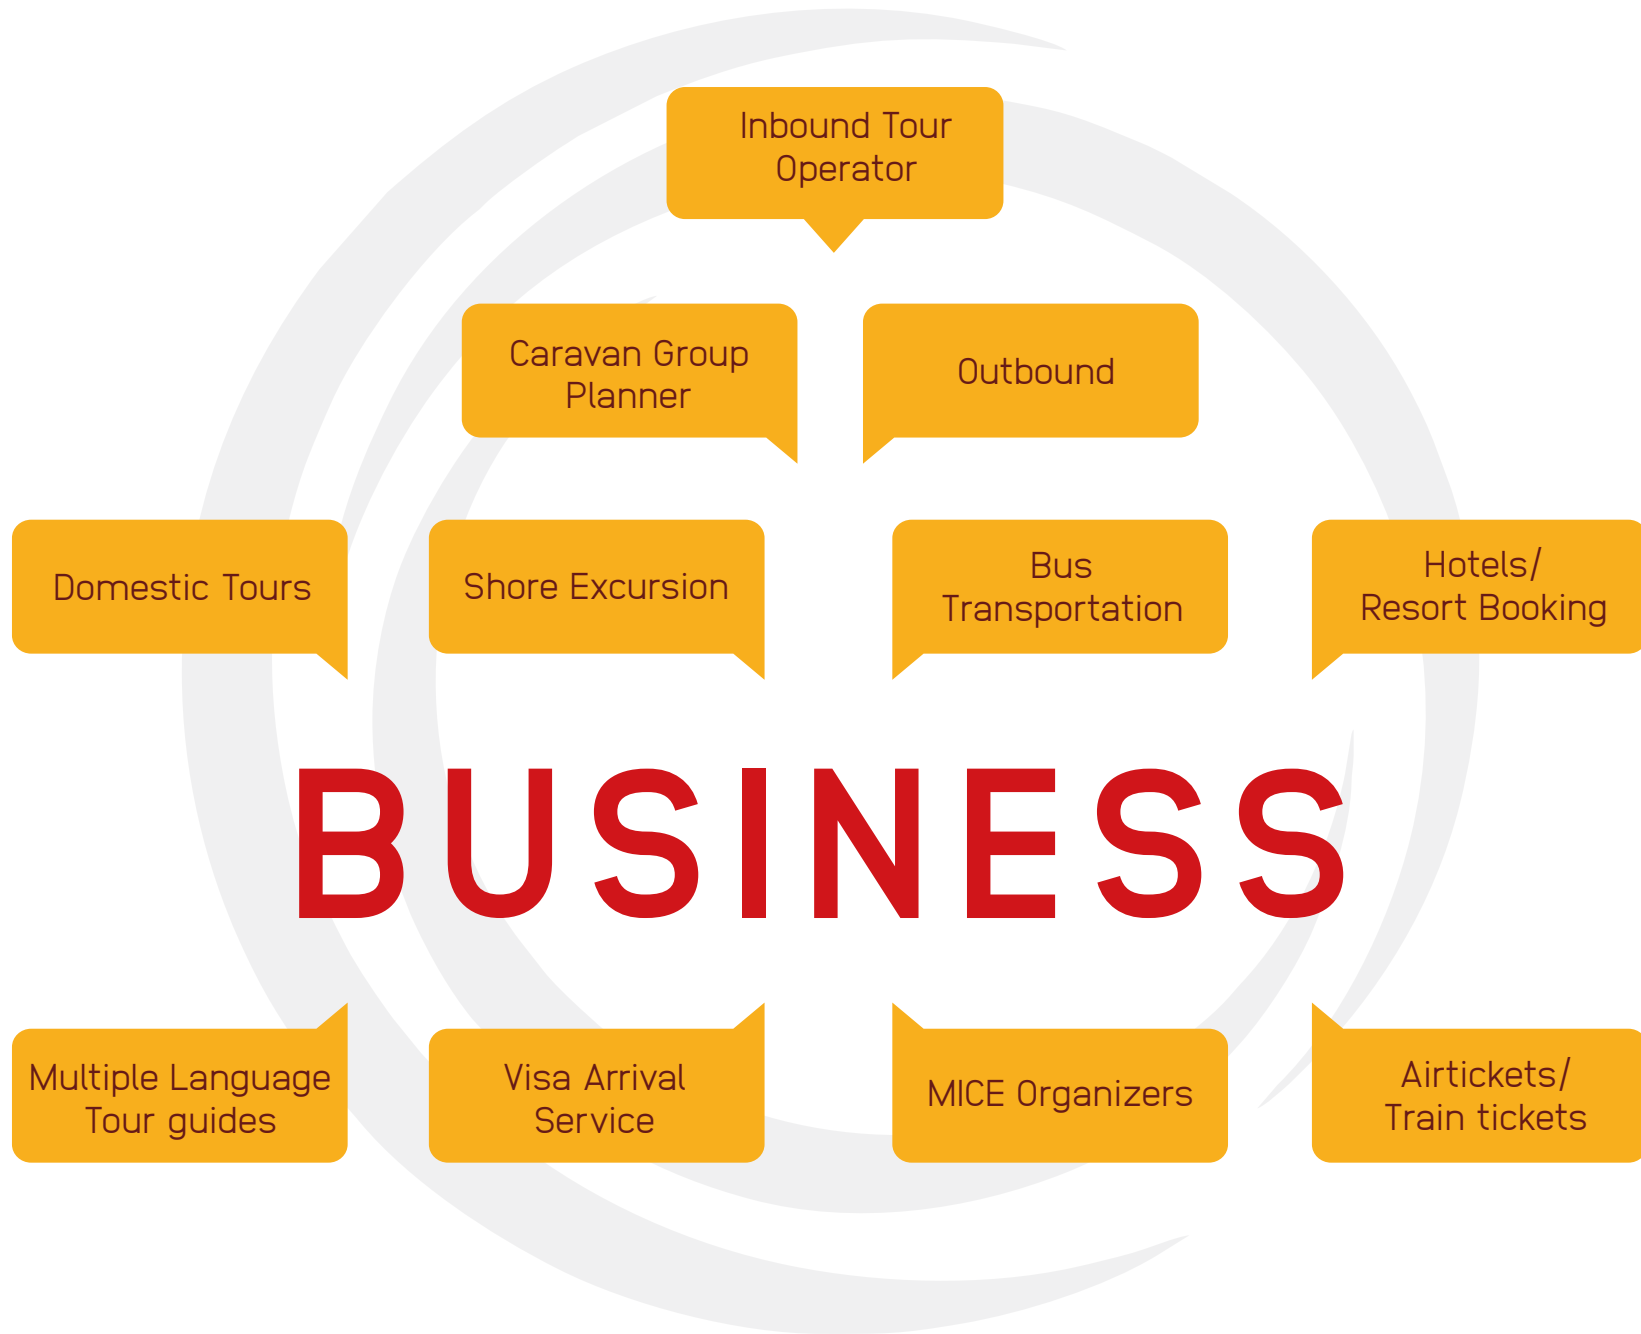 Inbound Tour
Operator
Caravan Group
Planner
Outbound
Domestic Tours
Shore Excursion
Bus
Transportation
Hotels/
Resort Booking
BUSINESS
Multiple Language
Tour guides
Visa Arrival
Service
MICE Organizers
Airtickets/
Train tickets